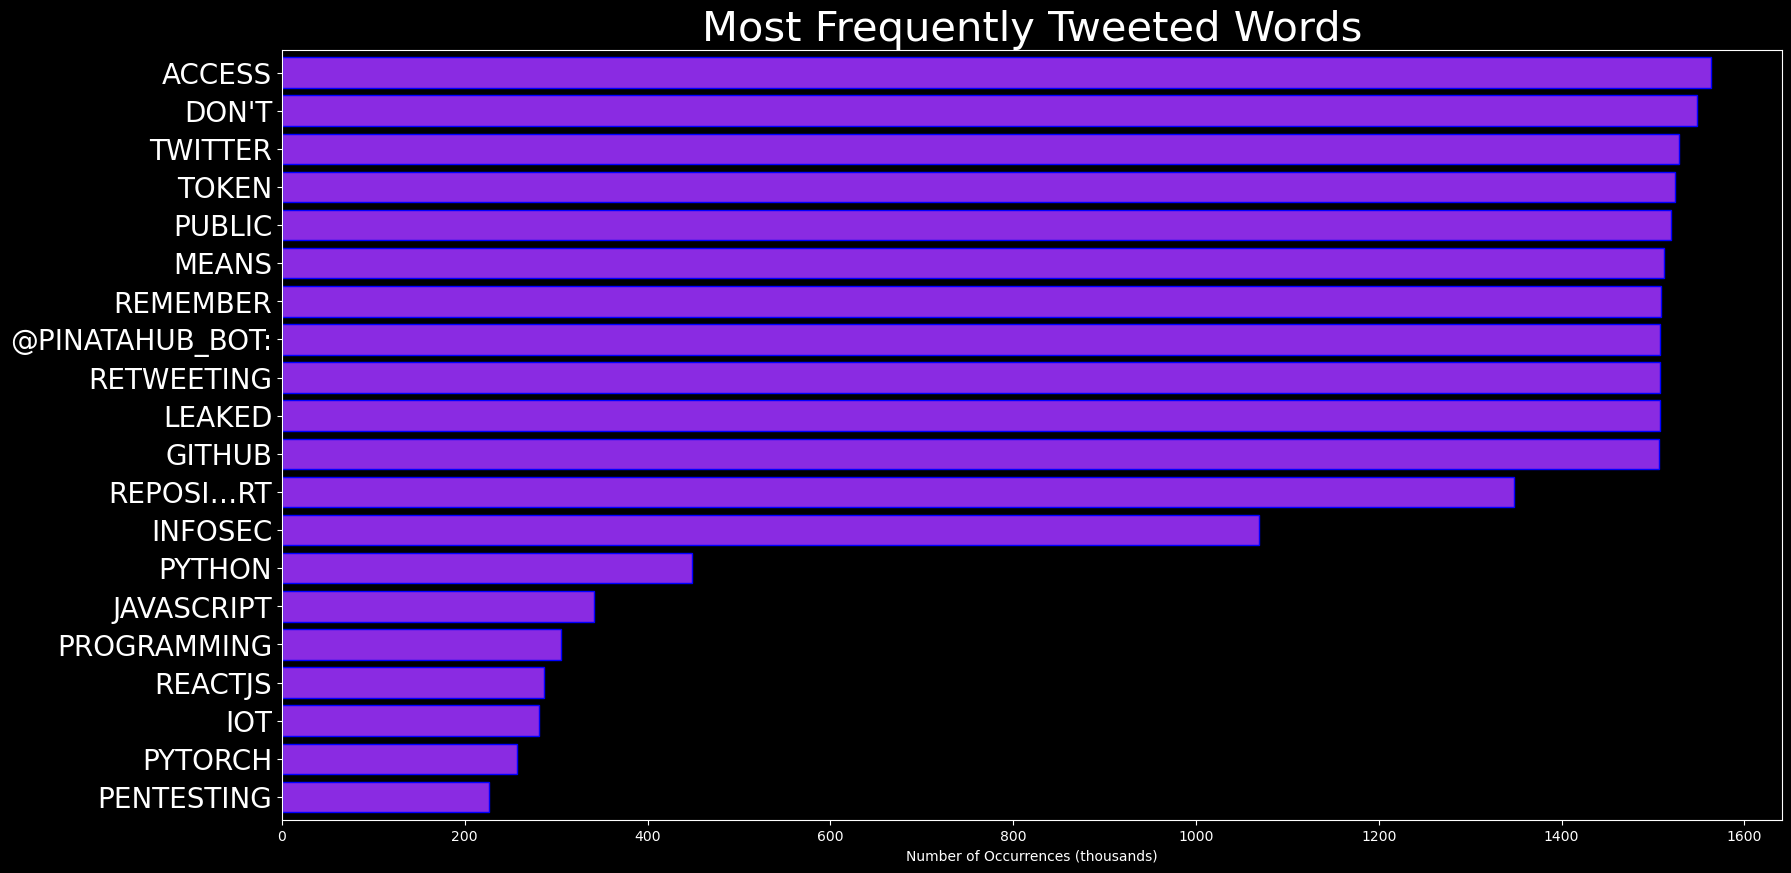 Most Frequently Tweeted Words
ACCESS
DON'T
TWITTER
TOKEN
PUBLIC
MEANS
REMEMBER
@PINATAHUB_BOT:
RETWEETING
LEAKED
GITHUB
REPOSI…RT
INFOSEC
PYTHON
JAVASCRIPT
PROGRAMMING
REACTJS
IOT
PYTORCH
PENTESTING
0 200 400 600 800 1000 1200 1400 1600
Number of Occurrences (thousands)